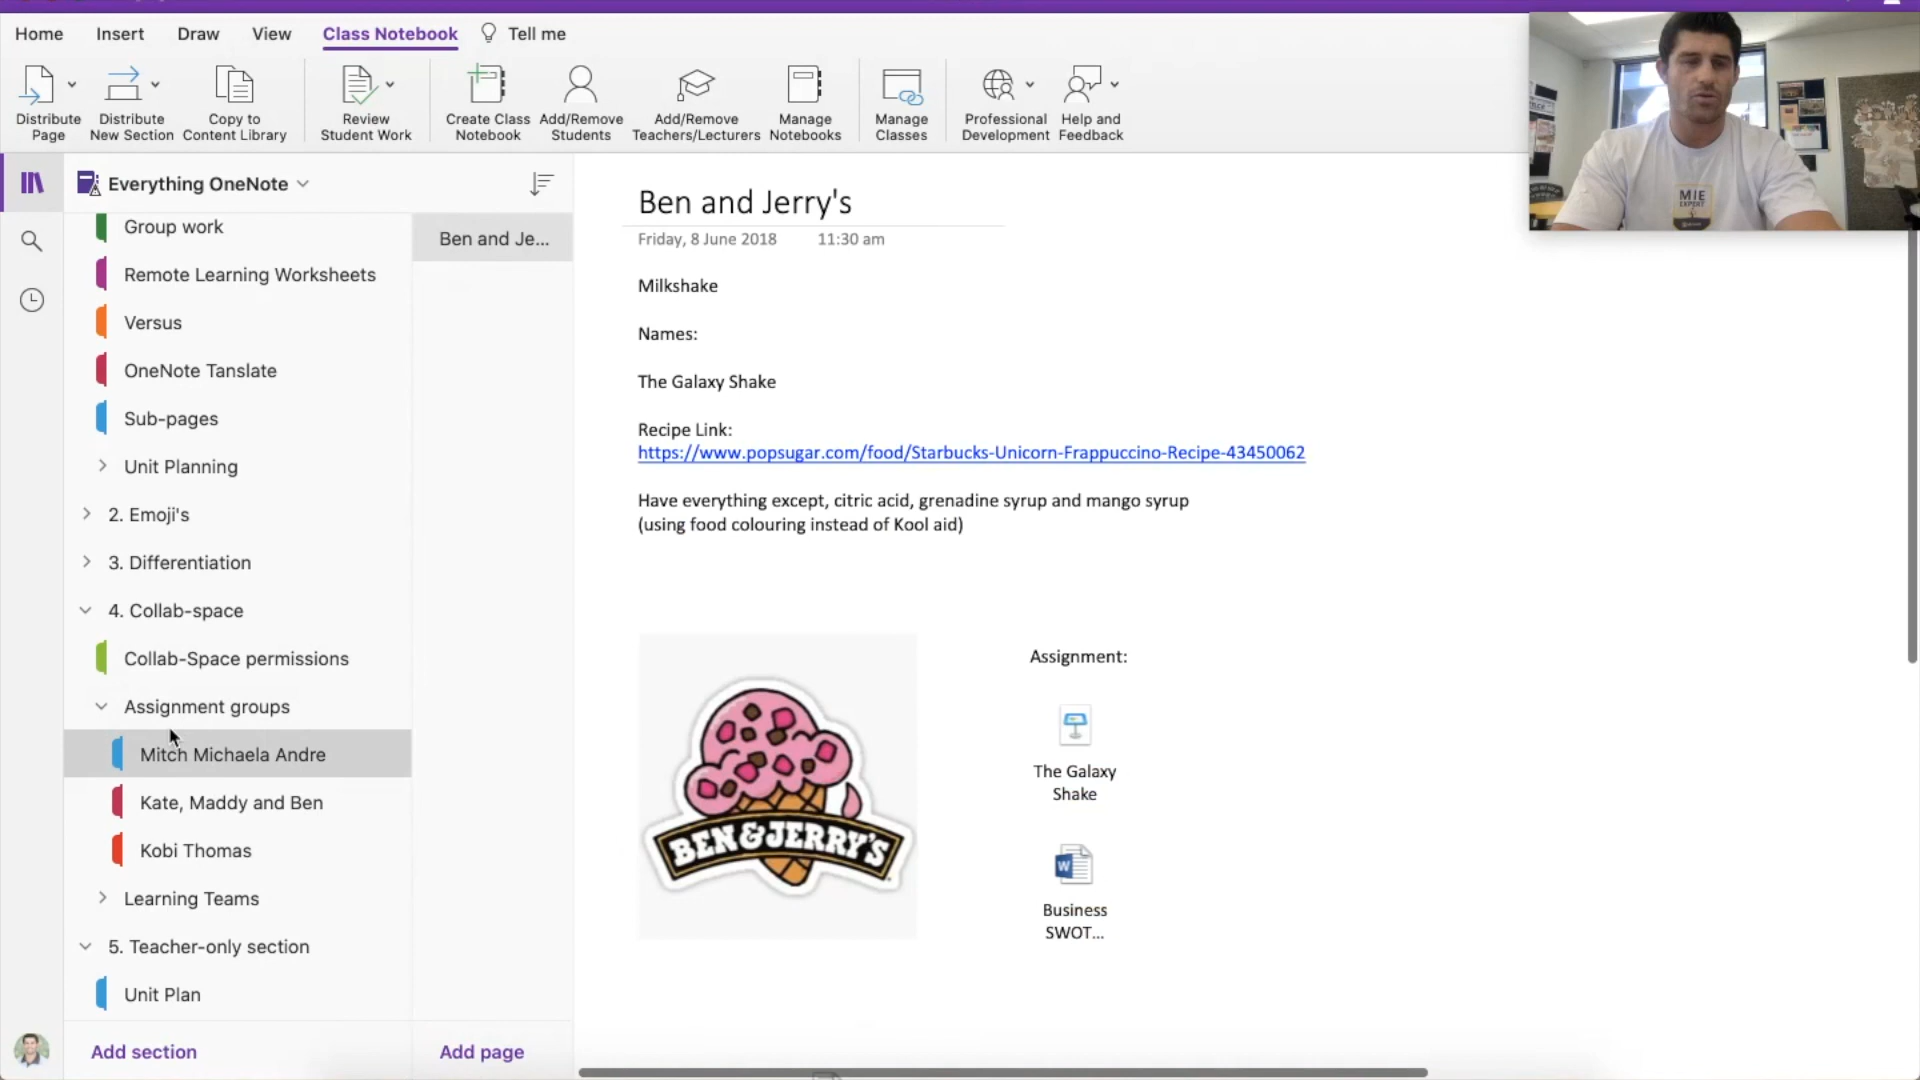 Home Insert Draw View Class Notebook Tell me
Distribute Page
Distribute New Section
Copy to Content Library
Review Student Work
Create Class Notebook
Add/Remove Students
Add/Remove Teachers/Lecturers
Manage Notebooks
Manage Classes
Professional Development
Help and Feedback
MIE
EXPERT
Everything OneNote
Group work
Remote Learning Worksheets
Versus
OneNote Tanslate
Sub-pages
Unit Planning
2. Emoji's
3. Differentiation
4. Collab-space
Collab-Space permissions
Assignment groups
Mitch Michaela Andre
Kate, Maddy and Ben
Kobi Thomas
Learning Teams
5. Teacher-only section
Unit Plan
Add section
Ben and Je...
Add page
Ben and Jerry's
Friday, 8 June 2018 11:30 am
Milkshake
Names:
The Galaxy Shake
Recipe Link:
https://www.popsugar.com/food/Starbucks-Unicorn-Frappuccino-Recipe-43450062
Have everything except, citric acid, grenadine syrup and mango syrup
(using food colouring instead of Kool aid)
BEN & JERRY'S
Assignment:
The Galaxy
Shake
W
Business
SWOT...